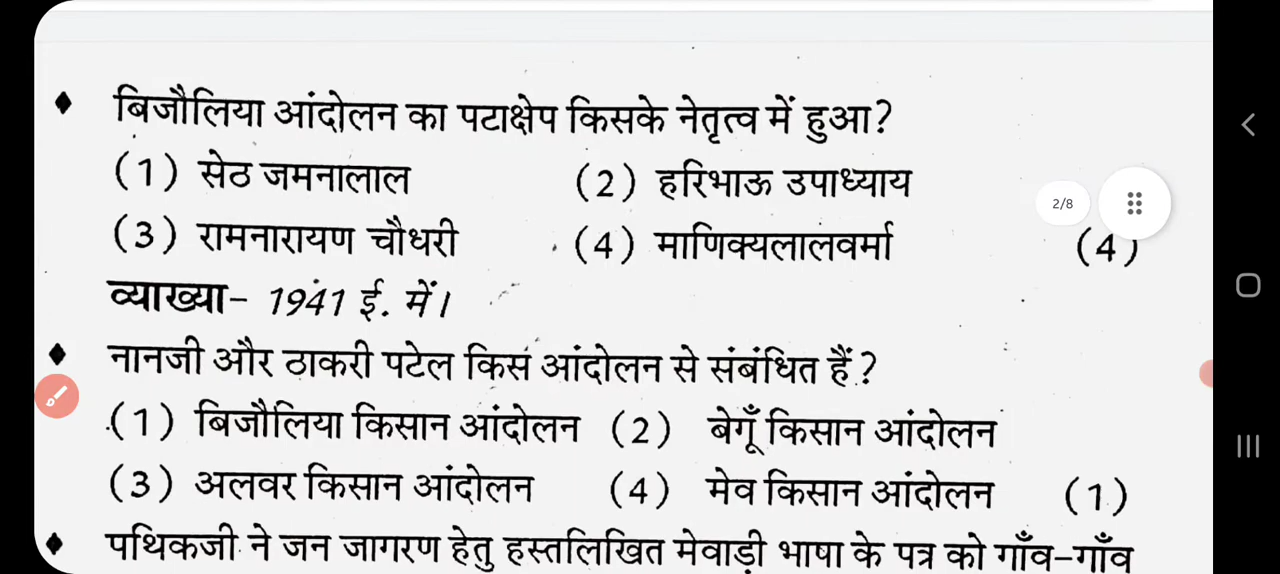 ♦ बिजौलिया आंदोलन का पटाक्षेप किसके नेतृत्व में हुआ?
(1) सेठ जमनालाल (2) हरिभाऊ उपाध्याय
2/8
(3) रामनारायण चौधरी (4) माणिक्यलालवर्मा (4)
व्याख्या- 1941 ई. में।
♦ नानजी और ठाकरी पटेल किस आंदोलन से संबंधित हैं?
(1) बिजौलिया किसान आंदोलन (2) बेगूँ किसान आंदोलन
(3) अलवर किसान आंदोलन (4) मेव किसान आंदोलन (1)
♦ पथिकजी ने जन जागरण हेतु हस्तलिखित मेवाड़ी भाषा के पत्र को गाँव-गाँव